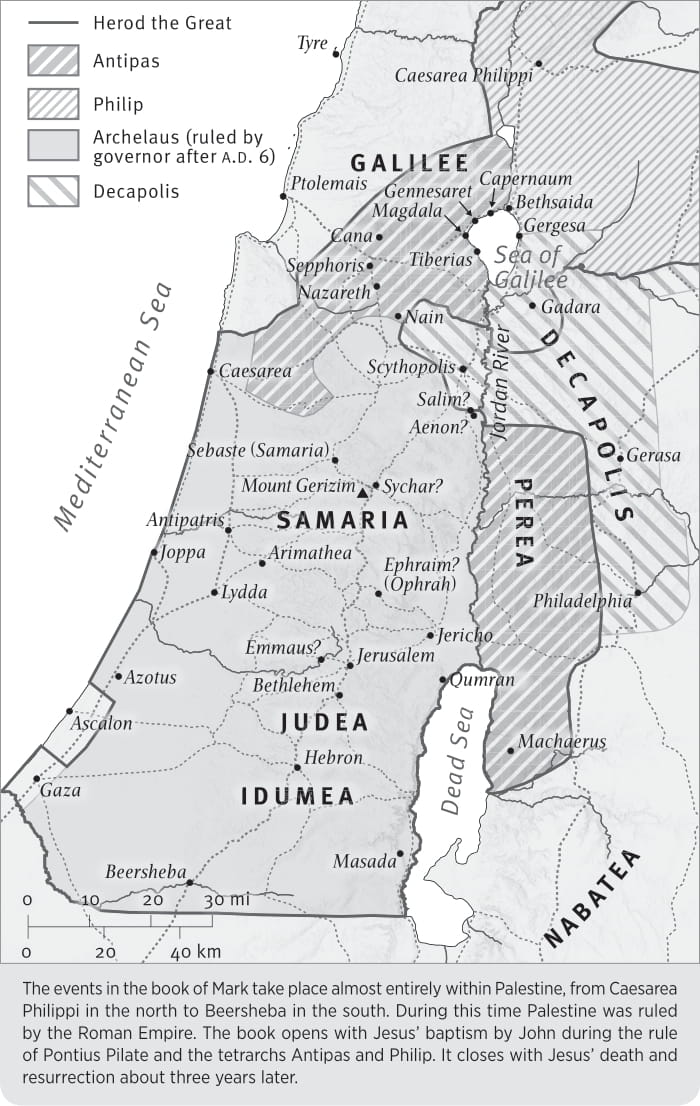 Herod the Great
Antipas
Philip
Archelaus (ruled by
governor after A.D. 6)
Decapolis
Tyre
Caesarea Philippi
GALILEE
Ptolemais
Gennesaret
Capernaum
Magdala
Bethsaida
Gergesa
Cana
Tiberias
Sea of
Galilee
Sepphoris
Nazareth
Gadara
Nain
Mediterranean Sea
Jordan River
DECAPOLIS
Caesarea
Scythopolis
Salim?
Aenon?
Sebaste (Samaria)
Gerasa
Mount Gerizim
Sychar?
PEREA
SAMARIA
Antipatris
Joppa
Arimathea
Ephraim?
(Ophrah)
Lydda
Philadelphia
Jericho
Emmaus?
Jerusalem
Azotus
Bethlehem
Qumran
Ascalon
JUDEA
Dead Sea
Machaerus
Hebron
Gaza
IDUMEA
Masada
Beersheba
NABATEA
0 10 20 30 mi
0 20 40 km
The events in the book of Mark take place almost entirely within Palestine, from Caesarea
Philippi in the north to Beersheba in the south. During this time Palestine was ruled
by the Roman Empire. The book opens with Jesus’ baptism by John during the rule
of Pontius Pilate and the tetrarchs Antipas and Philip. It closes with Jesus’ death and
resurrection about three years later.